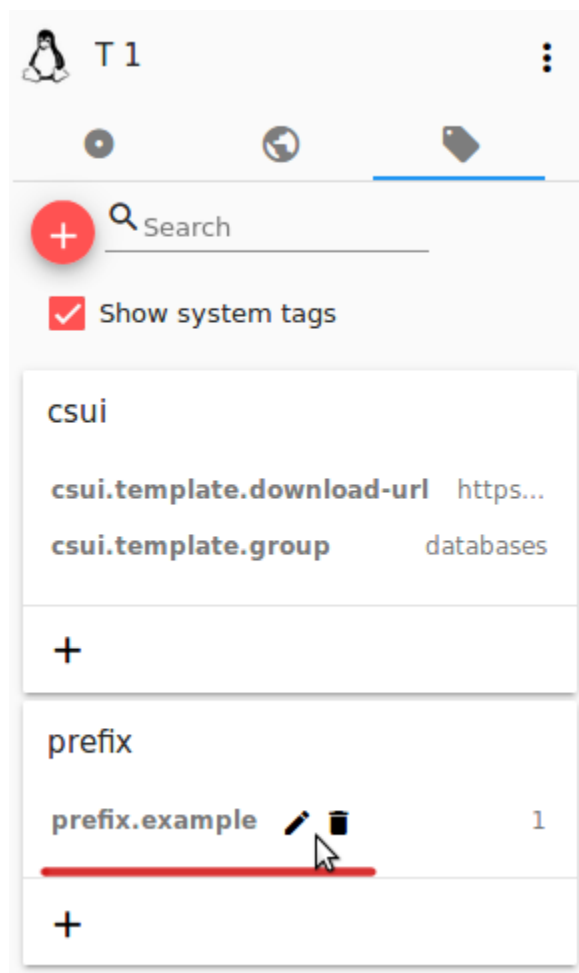 T 1
Search
Show system tags
csui
csui.template.download-url https...
csui.template.group databases
prefix
prefix.example 1